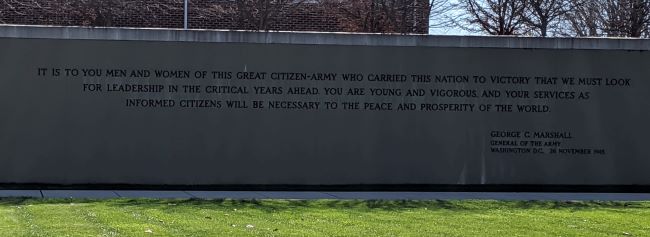 IT IS TO YOU MEN AND WOMEN OF THIS GREAT CITIZEN-ARMY WHO CARRIED THIS NATION TO VICTORY THAT WE MUST LOOK
FOR LEADERSHIP IN THE CRITICAL YEARS AHEAD. YOU ARE YOUNG AND VIGOROUS, AND YOUR SERVICES AS
INFORMED CITIZENS WILL BE NECESSARY TO THE PEACE AND PROSPERITY OF THE WORLD.
GEORGE C. MARSHALL
GENERAL OF THE ARMY
WASHINGTON D.C. 26 NOVEMBER 1945